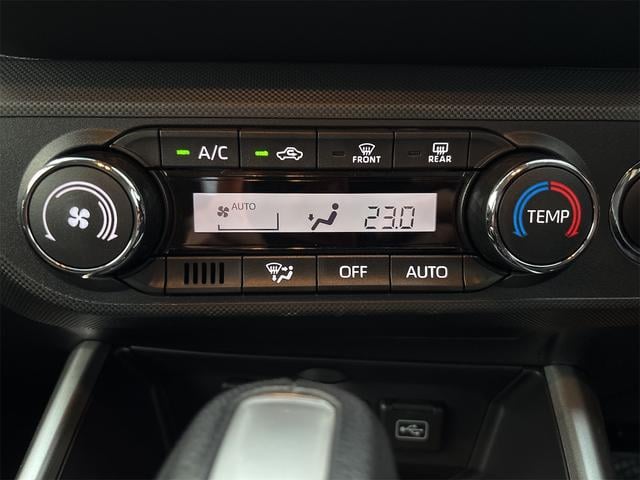 A/C
FRONT
REAR
AUTO
23.0
TEMP
OFF
AUTO